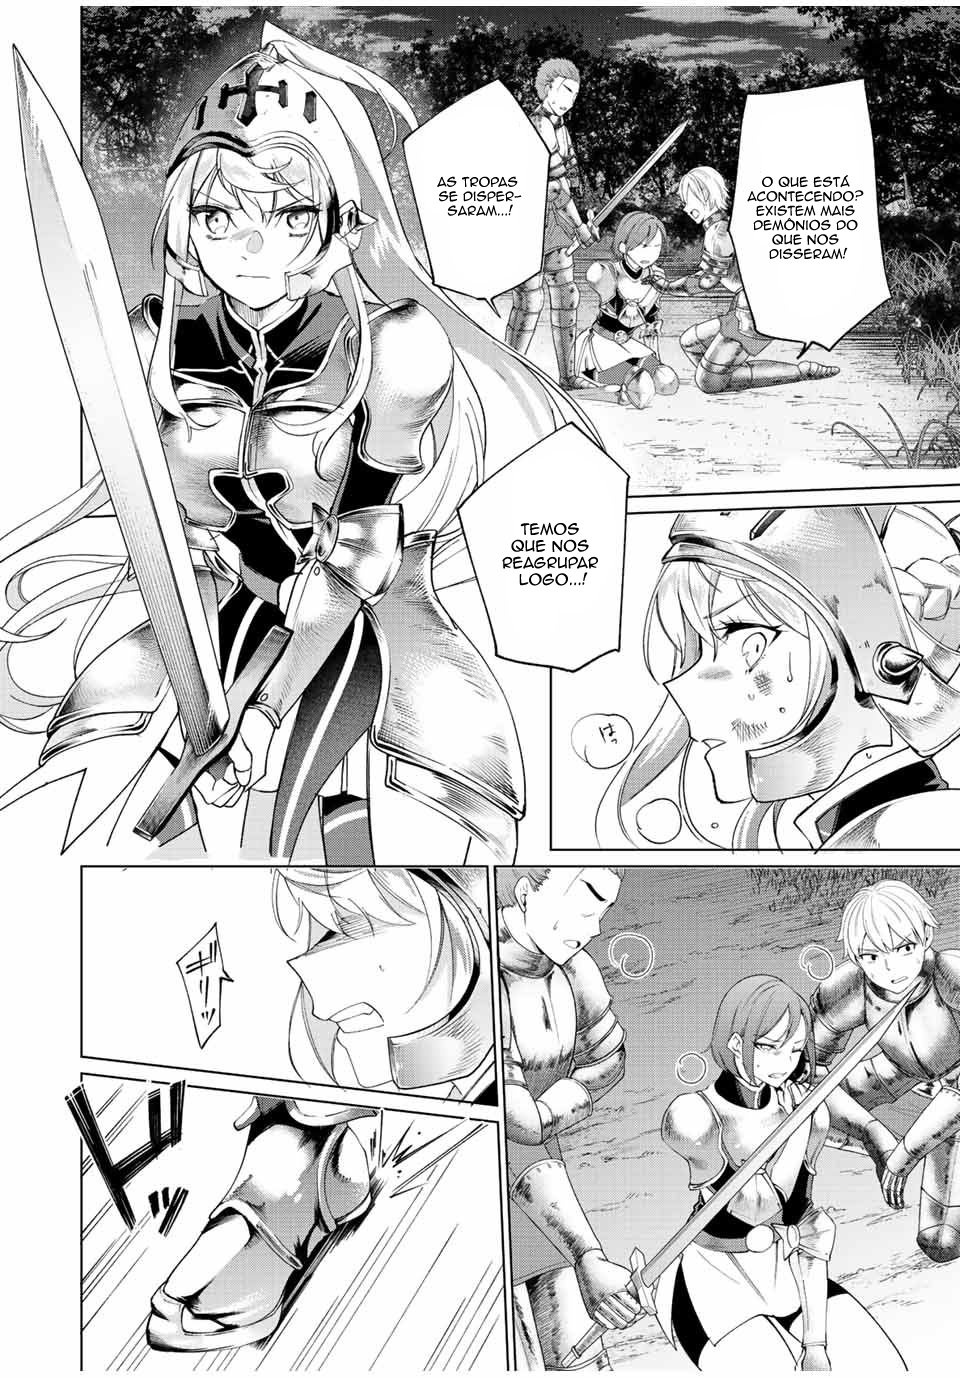 O QUE ESTÁ
ACONTECENDO?
EXISTEM MAIS
DEMÔNIOS DO
QUE NOS
DISSERAM!
AS TROPAS
SE DISPER-
SARAM...!
TEMOS
QUE NOS
REAGRUPAR
LOGO...!
はっ
ギリ
ドッ